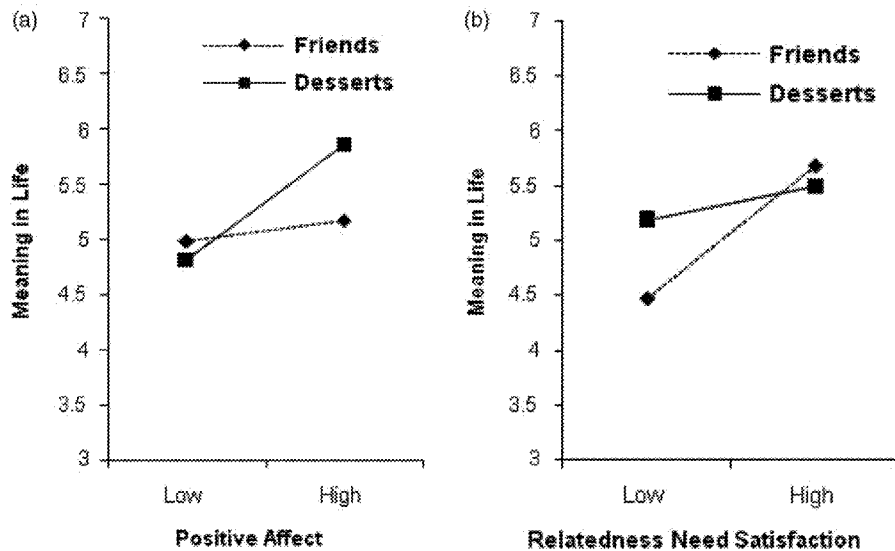 (a)
7
6.5
6
5.5
5
4.5
4
3.5
3
Meaning in Life
Friends
Desserts
Low High
Positive Affect
(b)
7
6.5
6
5.5
5
4.5
4
3.5
3
Meaning in Life
Friends
Desserts
Low High
Relatedness Need Satisfaction